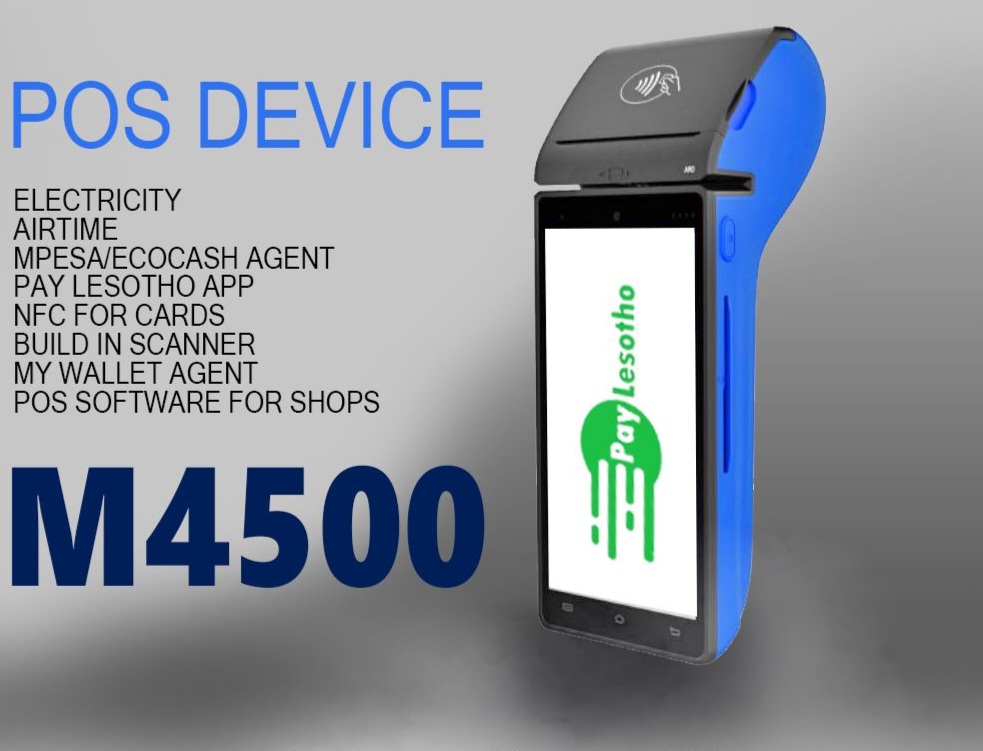 POS DEVICE
ELECTRICITY
AIRTIME
MPESA/ECOCASH AGENT
PAY LESOTHO APP
NFC FOR CARDS
BUILD IN SCANNER
MY WALLET AGENT
POS SOFTWARE FOR SHOPS
M4500
Pay Lesotho